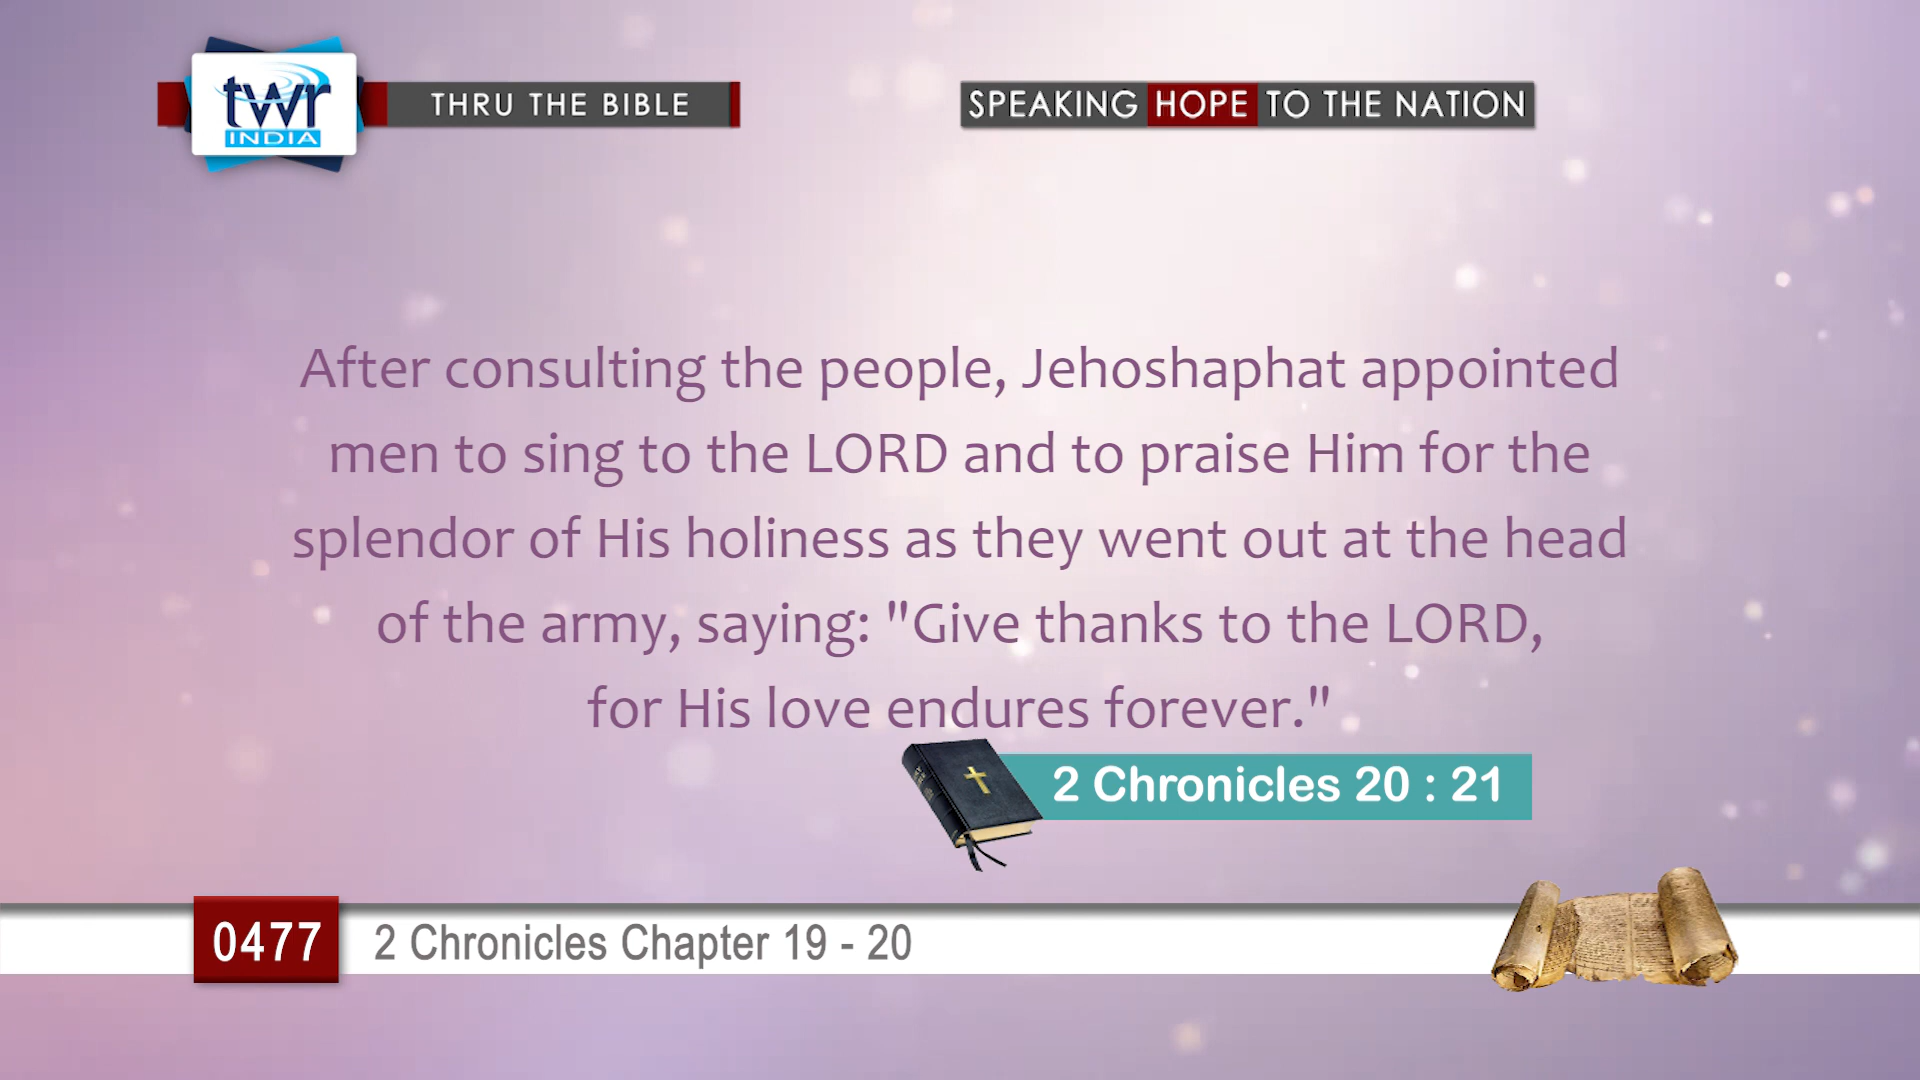 twr
INDIA
THRU THE BIBLE
SPEAKING HOPE TO THE NATION
After consulting the people, Jehoshaphat appointed
men to sing to the LORD and to praise Him for the
splendor of His holiness as they went out at the head
of the army, saying: "Give thanks to the LORD,
for His love endures forever."
2 Chronicles 20 : 21
0477
2 Chronicles Chapter 19 - 20